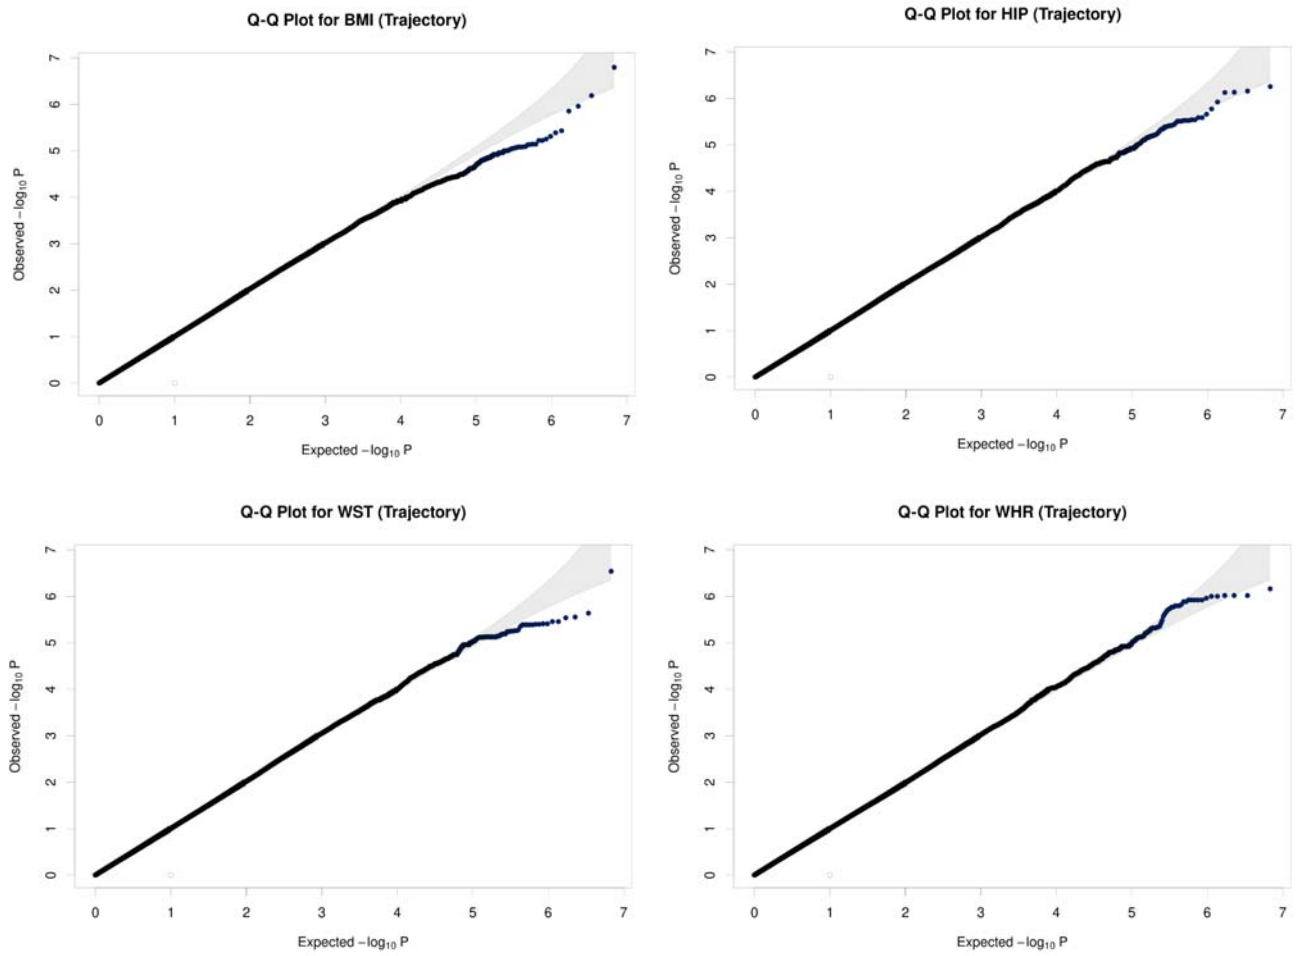 Q-Q Plot for BMI (Trajectory)
7
6
5
4
3
2
1
0
Observed −log10 P
0 1 2 3 4 5 6 7
Expected −log10 P
Q-Q Plot for HIP (Trajectory)
7
6
5
4
3
2
1
0
Observed −log10 P
0 1 2 3 4 5 6 7
Expected −log10 P
Q-Q Plot for WST (Trajectory)
7
6
5
4
3
2
1
0
Observed −log10 P
0 1 2 3 4 5 6 7
Expected −log10 P
Q-Q Plot for WHR (Trajectory)
7
6
5
4
3
2
1
0
Observed −log10 P
0 1 2 3 4 5 6 7
Expected −log10 P